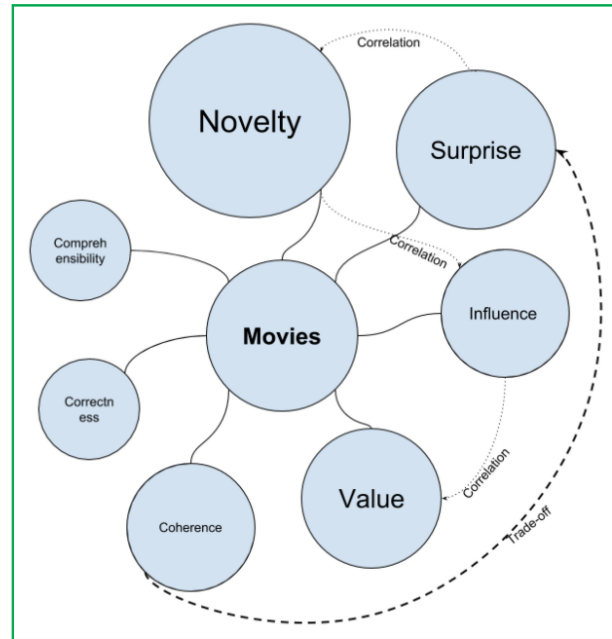 Correlation
Novelty
Surprise
Compreh
ensibility
Correlation
Influence
Movies
Correctn
ess
Correlation
Value
Coherence
Trade-off